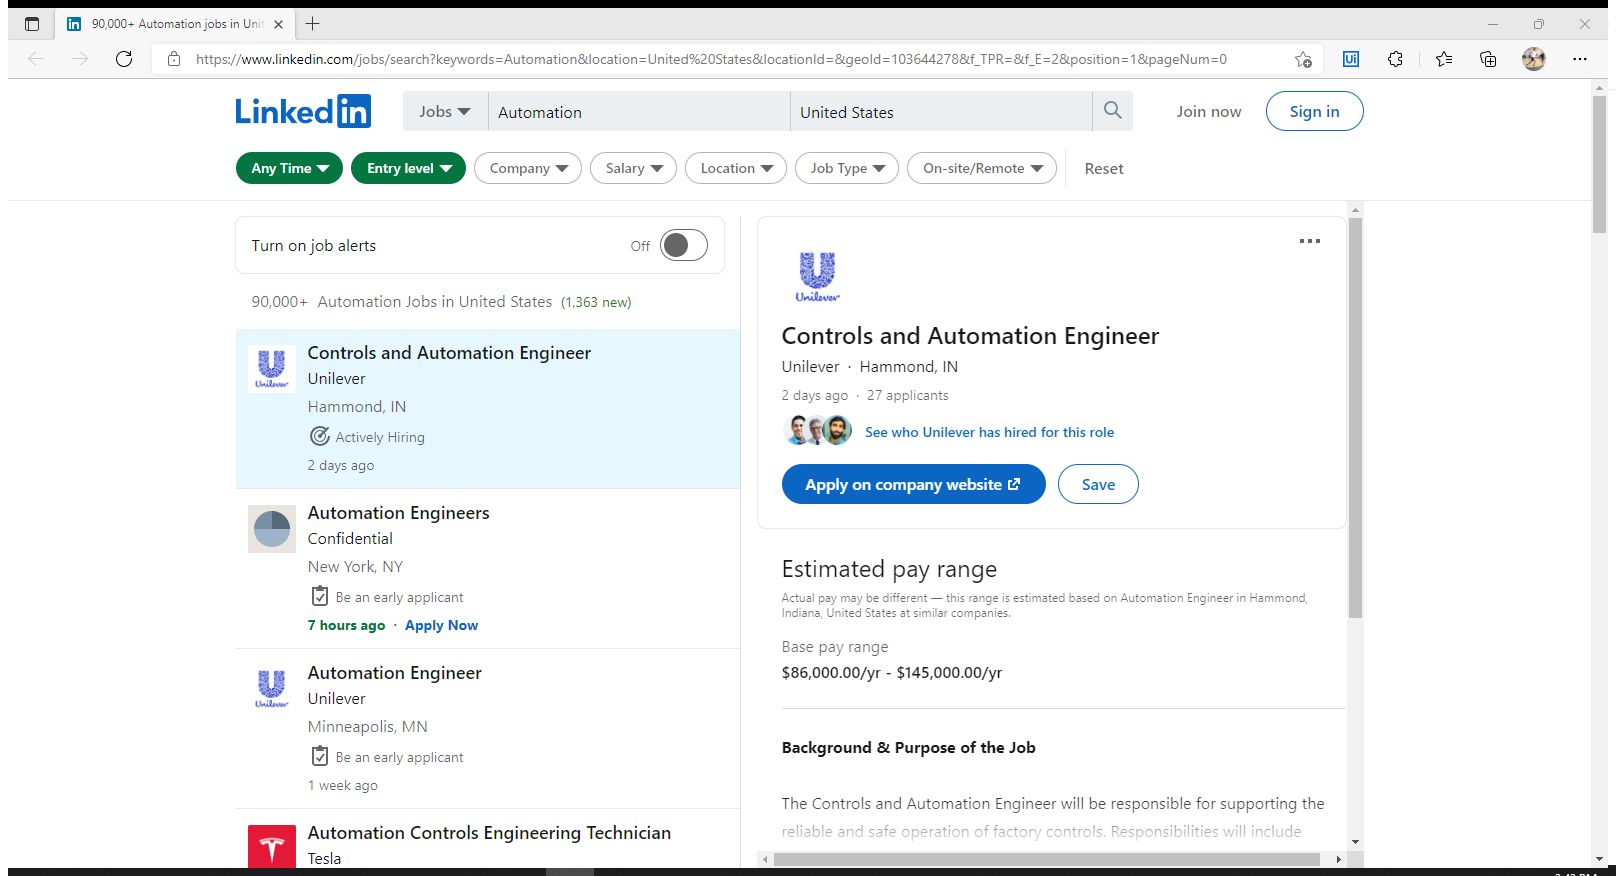 90,000+ Automation jobs in Unit
https://www.linkedin.com/jobs/search?keywords=Automation&location=United%20States&locationId=&geoId=103644278&f_TPR=&f_E=2&position=1&pageNum=0
Ui
Linkedin Jobs Automation United States Join now Sign in
Any Time Entry level Company Salary Location Job Type On-site/Remote Reset
Turn on job alerts Off
90,000+ Automation Jobs in United States (1,363 new)
Unilever
Controls and Automation Engineer
Unilever
Hammond, IN
Actively Hiring
2 days ago
Automation Engineers
Confidential
New York, NY
Be an early applicant
7 hours ago · Apply Now
Unilever
Automation Engineer
Unilever
Minneapolis, MN
Be an early applicant
1 week ago
Automation Controls Engineering Technician
Tesla
Unilever
Controls and Automation Engineer
Unilever · Hammond, IN
2 days ago · 27 applicants
See who Unilever has hired for this role
Apply on company website Save
Estimated pay range
Actual pay may be different — this range is estimated based on Automation Engineer in Hammond,
Indiana, United States at similar companies.
Base pay range
$86,000.00/yr - $145,000.00/yr
Background & Purpose of the Job
The Controls and Automation Engineer will be responsible for supporting the
reliable and safe operation of factory controls. Responsibilities will include